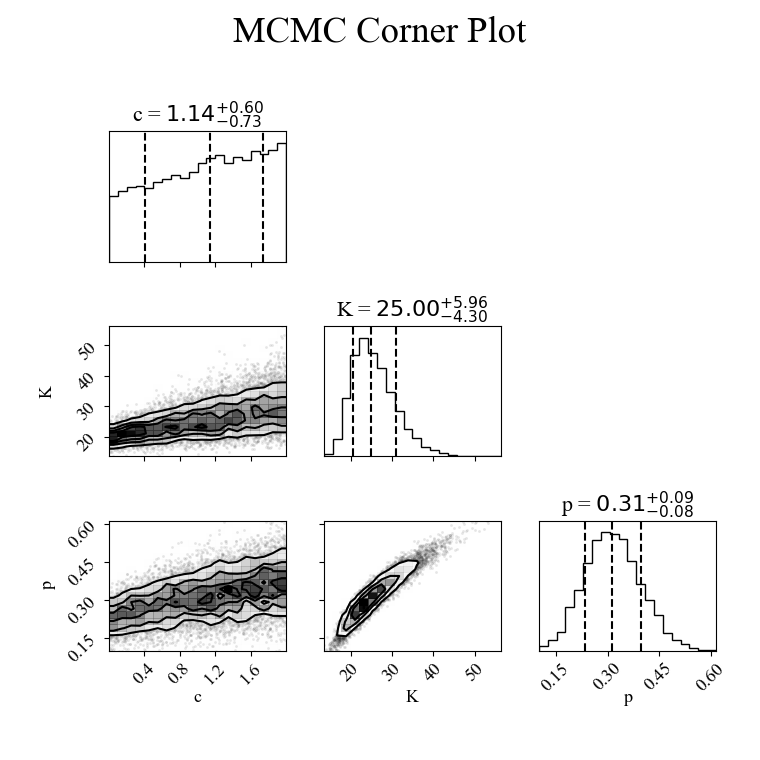 MCMC Corner Plot
c = 1.14+0.60−0.73
K = 25.00+5.96−4.30
50
40
30
20
K
p = 0.31+0.09−0.08
0.60
0.45
0.30
0.15
p
0.4 0.8 1.2 1.6
20 30 40 50
0.15 0.30 0.45 0.60
c K p